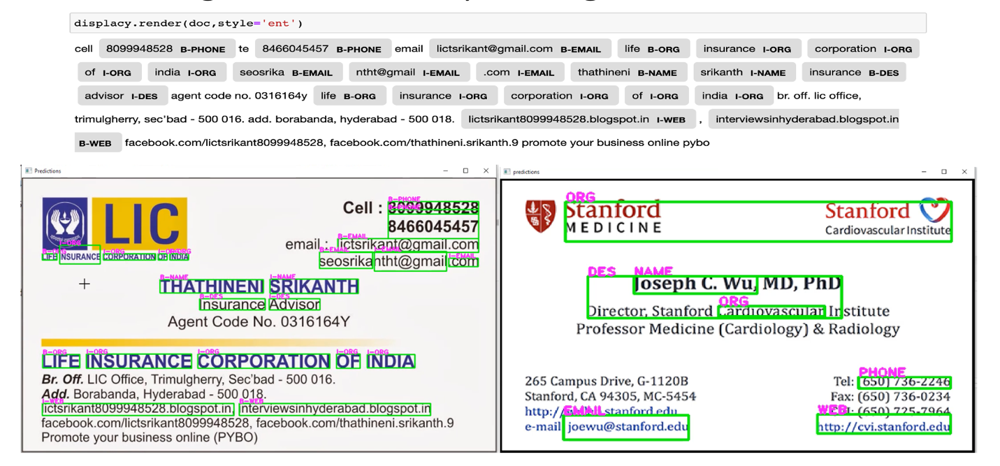 displacy.render(doc,style='ent')
cell 8099948528 B-PHONE te 8466045457 B-PHONE email lictsrikant@gmail.com B-EMAIL life B-ORG insurance I-ORG corporation I-ORG
of I-ORG india I-ORG seosrika B-EMAIL ntht@gmail I-EMAIL .com I-EMAIL thathineni B-NAME srikanth I-NAME insurance B-DES
advisor I-DES agent code no. 0316164y life B-ORG insurance I-ORG corporation I-ORG of I-ORG india I-ORG br. off. lic office,
trimulgherry, sec'bad - 500 016. add. borabanda, hyderabad - 500 018. lictsrikant8099948528.blogspot.in I-WEB , interviewsinhyderabad.blogspot.in
B-WEB facebook.com/lictsrikant8099948528, facebook.com/thathineni.srikanth.9 promote your business online pybo
Predictions
LIC
B-PHONE
Cell : 8099948528
B-PHONE
8466045457
B-EMAIL
email : lictsrikant@gmail.com
B-EMAIL I-EMAIL I-EMAIL
seosrikantht@gmail.com
B-ORG I-ORG I-ORG I-ORG I-ORG
LIFE INSURANCE CORPORATION OF INDIA
B-NAME I-NAME
THATHINENI SRIKANTH
B-DES I-DES
Insurance Advisor
Agent Code No. 0316164Y
B-ORG I-ORG I-ORG I-ORG I-ORG
LIFE INSURANCE CORPORATION OF INDIA
Br. Off. LIC Office, Trimulgherry, Sec'bad - 500 016.
Add. Borabanda, Hyderabad - 500 018.
I-WEB B-WEB
lictsrikant8099948528.blogspot.in, interviewsinhyderabad.blogspot.in
facebook.com/lictsrikant8099948528, facebook.com/thathineni.srikanth.9
Promote your business online (PYBO)
predictions
ORG
Stanford
MEDICINE
Stanford
Cardiovascular Institute
DES NAME
Joseph C. Wu, MD, PhD
ORG
Director, Stanford Cardiovascular Institute
Professor Medicine (Cardiology) & Radiology
265 Campus Drive, G-1120B
Stanford, CA 94305, MC-5454
http:// stanford.edu
EMAIL
e-mail joewu@stanford.edu
PHONE
Tel: (650) 736-2246
Fax: (650) 736-0234
(650) 725-7964
WEB
http://cvi.stanford.edu